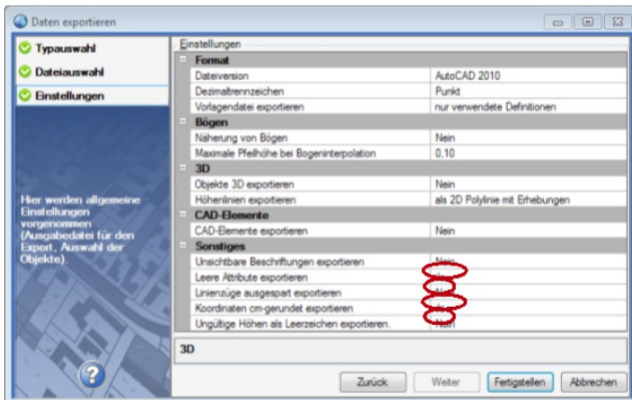 Daten exportieren
Typauswahl
Dateiauswahl
Einstellungen
Hier werden allgemeine
Einstellungen
vorgenommen
(Ausgabedatei für den
Export, Auswahl der
Objekte).
Einstellungen
Format
Dateiversion AutoCAD 2010
Dezimaltrennzeichen Punkt
Vorlagendatei exportieren nur verwendete Definitionen
Bögen
Näherung von Bögen Nein
Maximale Pfeilhöhe bei Bogeninterpolation 0,10
3D
Objekte 3D exportieren Nein
Höhenlinien exportieren als 2D Polylinie mit Erhebungen
CAD-Elemente
CAD-Elemente exportieren Nein
Sonstiges
Unsichtbare Beschriftungen exportieren Nein
Leere Attribute exportieren
Linienzüge ausgespart exportieren
Koordinaten cm-gerundet exportieren
Ungültige Höhen als Leerzeichen exportieren. Nein
3D
Zurück Weiter Fertigstellen Abbrechen